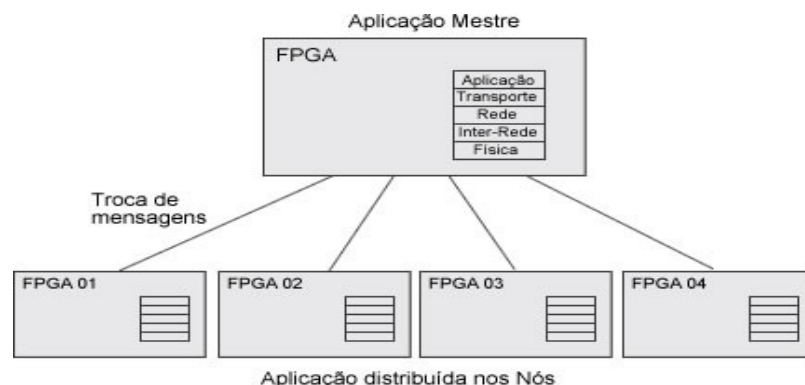 Aplicação Mestre
FPGA
Aplicação
Transporte
Rede
Inter-Rede
Física
Troca de
mensagens
FPGA 01
FPGA 02
FPGA 03
FPGA 04
Aplicação distribuída nos Nós